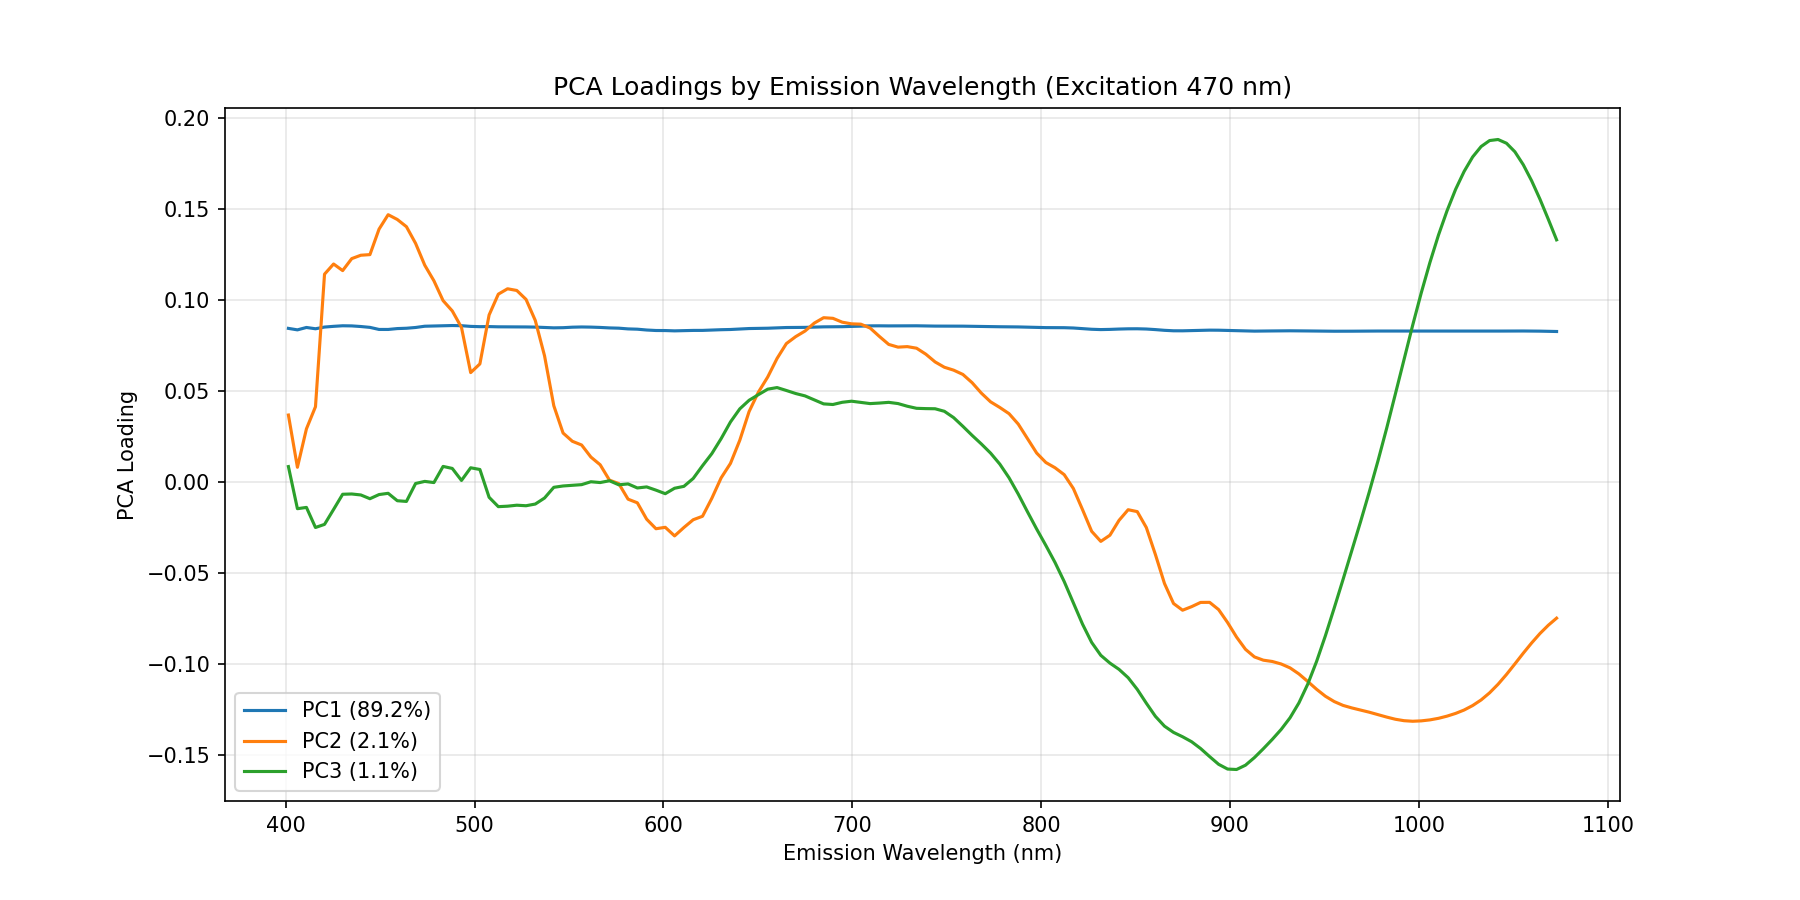 PCA Loadings by Emission Wavelength (Excitation 470 nm)
0.20
0.15
0.10
0.05
0.00
−0.05
−0.10
−0.15
PCA Loading
PC1 (89.2%)
PC2 (2.1%)
PC3 (1.1%)
400 500 600 700 800 900 1000 1100
Emission Wavelength (nm)